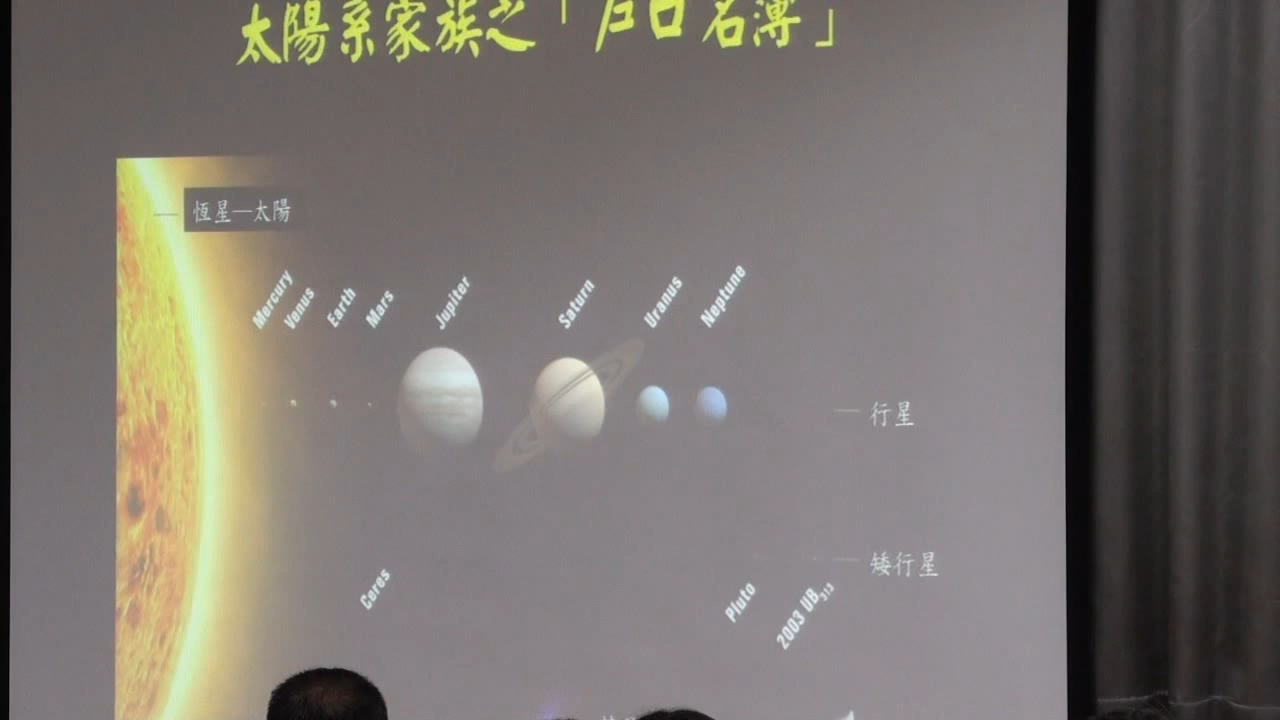 太陽系家族之「戶口名簿」
恆星—太陽
Mercury
Venus
Earth
Mars
Jupiter
Saturn
Uranus
Neptune
行星
矮行星
Ceres
Pluto
2003 UB313